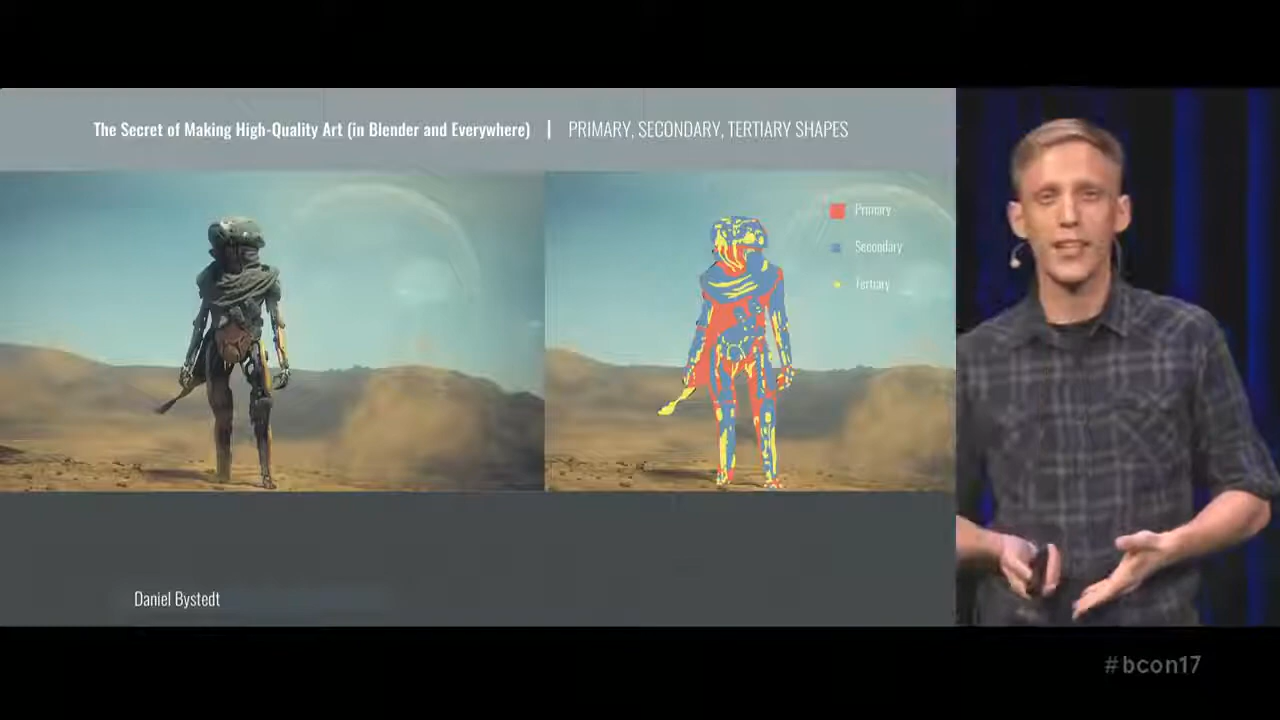 The Secret of Making High-Quality Art (in Blender and Everywhere) | PRIMARY, SECONDARY, TERTIARY SHAPES
Primary
Secondary
Tertiary
Daniel Bystedt
#bcon17